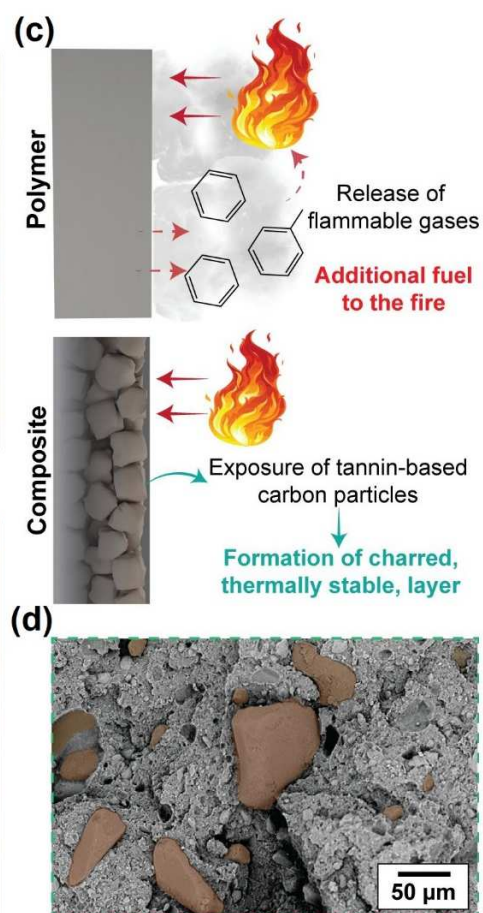 (c)
Polymer
Release of
flammable gases
Additional fuel
to the fire
Composite
Exposure of tannin-based
carbon particles
Formation of charred,
thermally stable, layer
(d)
50 µm